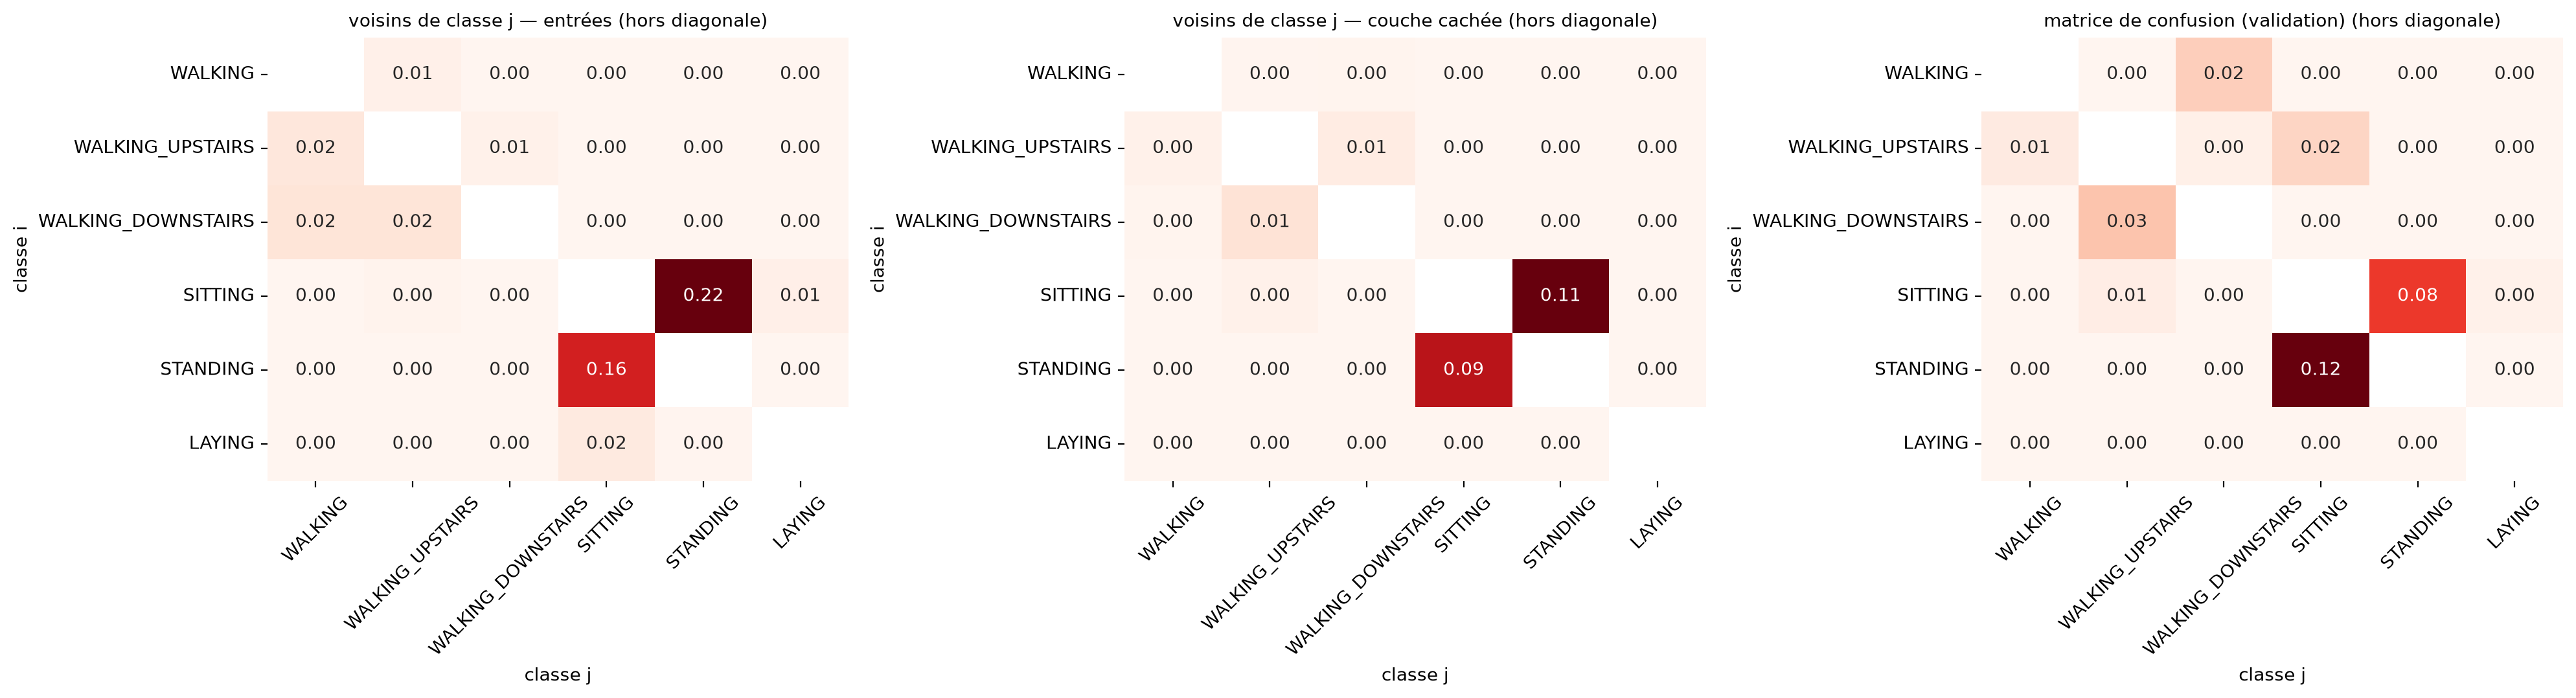 voisins de classe j — entrées (hors diagonale)
classe i
WALKING 0.01 0.00 0.00 0.00 0.00
WALKING_UPSTAIRS 0.02 0.01 0.00 0.00 0.00
WALKING_DOWNSTAIRS 0.02 0.02 0.00 0.00 0.00
SITTING 0.00 0.00 0.00 0.22 0.01
STANDING 0.00 0.00 0.00 0.16 0.00
LAYING 0.00 0.00 0.00 0.02 0.00
WALKING
WALKING_UPSTAIRS
WALKING_DOWNSTAIRS
SITTING
STANDING
LAYING
classe j
voisins de classe j — couche cachée (hors diagonale)
classe i
WALKING 0.00 0.00 0.00 0.00 0.00
WALKING_UPSTAIRS 0.00 0.01 0.00 0.00 0.00
WALKING_DOWNSTAIRS 0.00 0.01 0.00 0.00 0.00
SITTING 0.00 0.00 0.00 0.11 0.00
STANDING 0.00 0.00 0.00 0.09 0.00
LAYING 0.00 0.00 0.00 0.00 0.00
WALKING
WALKING_UPSTAIRS
WALKING_DOWNSTAIRS
SITTING
STANDING
LAYING
classe j
matrice de confusion (validation) (hors diagonale)
classe i
WALKING 0.00 0.02 0.00 0.00 0.00
WALKING_UPSTAIRS 0.01 0.00 0.02 0.00 0.00
WALKING_DOWNSTAIRS 0.00 0.03 0.00 0.00 0.00
SITTING 0.00 0.01 0.00 0.08 0.00
STANDING 0.00 0.00 0.00 0.12 0.00
LAYING 0.00 0.00 0.00 0.00 0.00
WALKING
WALKING_UPSTAIRS
WALKING_DOWNSTAIRS
SITTING
STANDING
LAYING
classe j